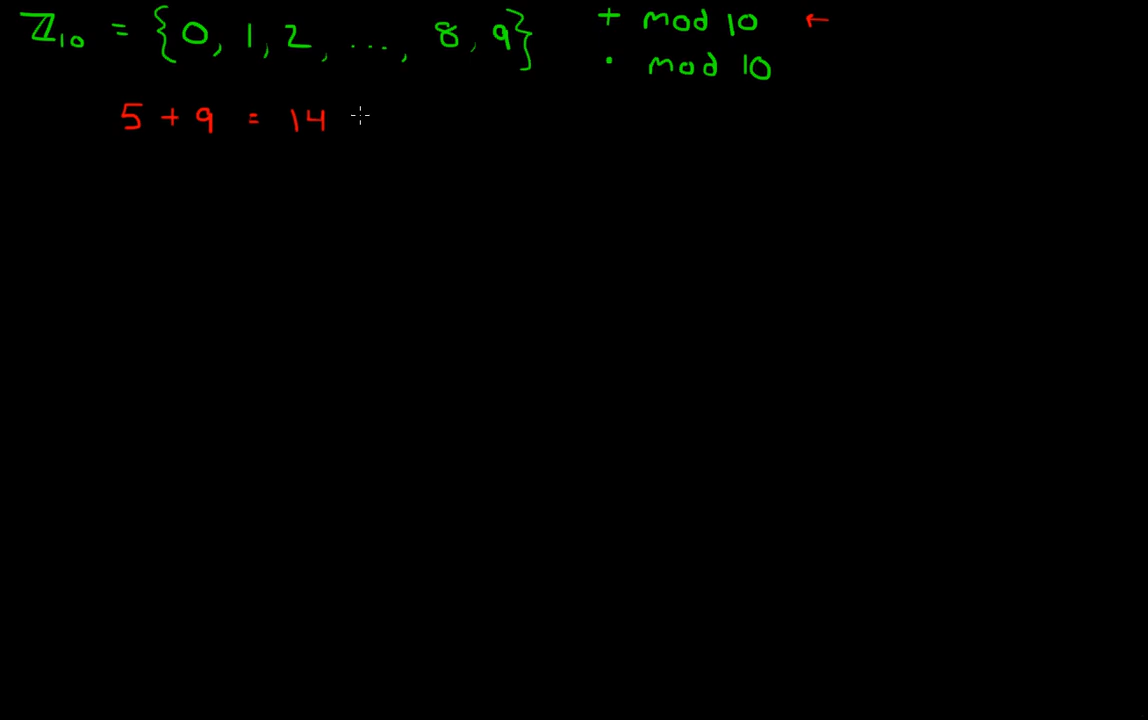 ℤ₁₀ = {0, 1, 2, ..., 8, 9} + mod 10 ←
· mod 10
5 + 9 = 14